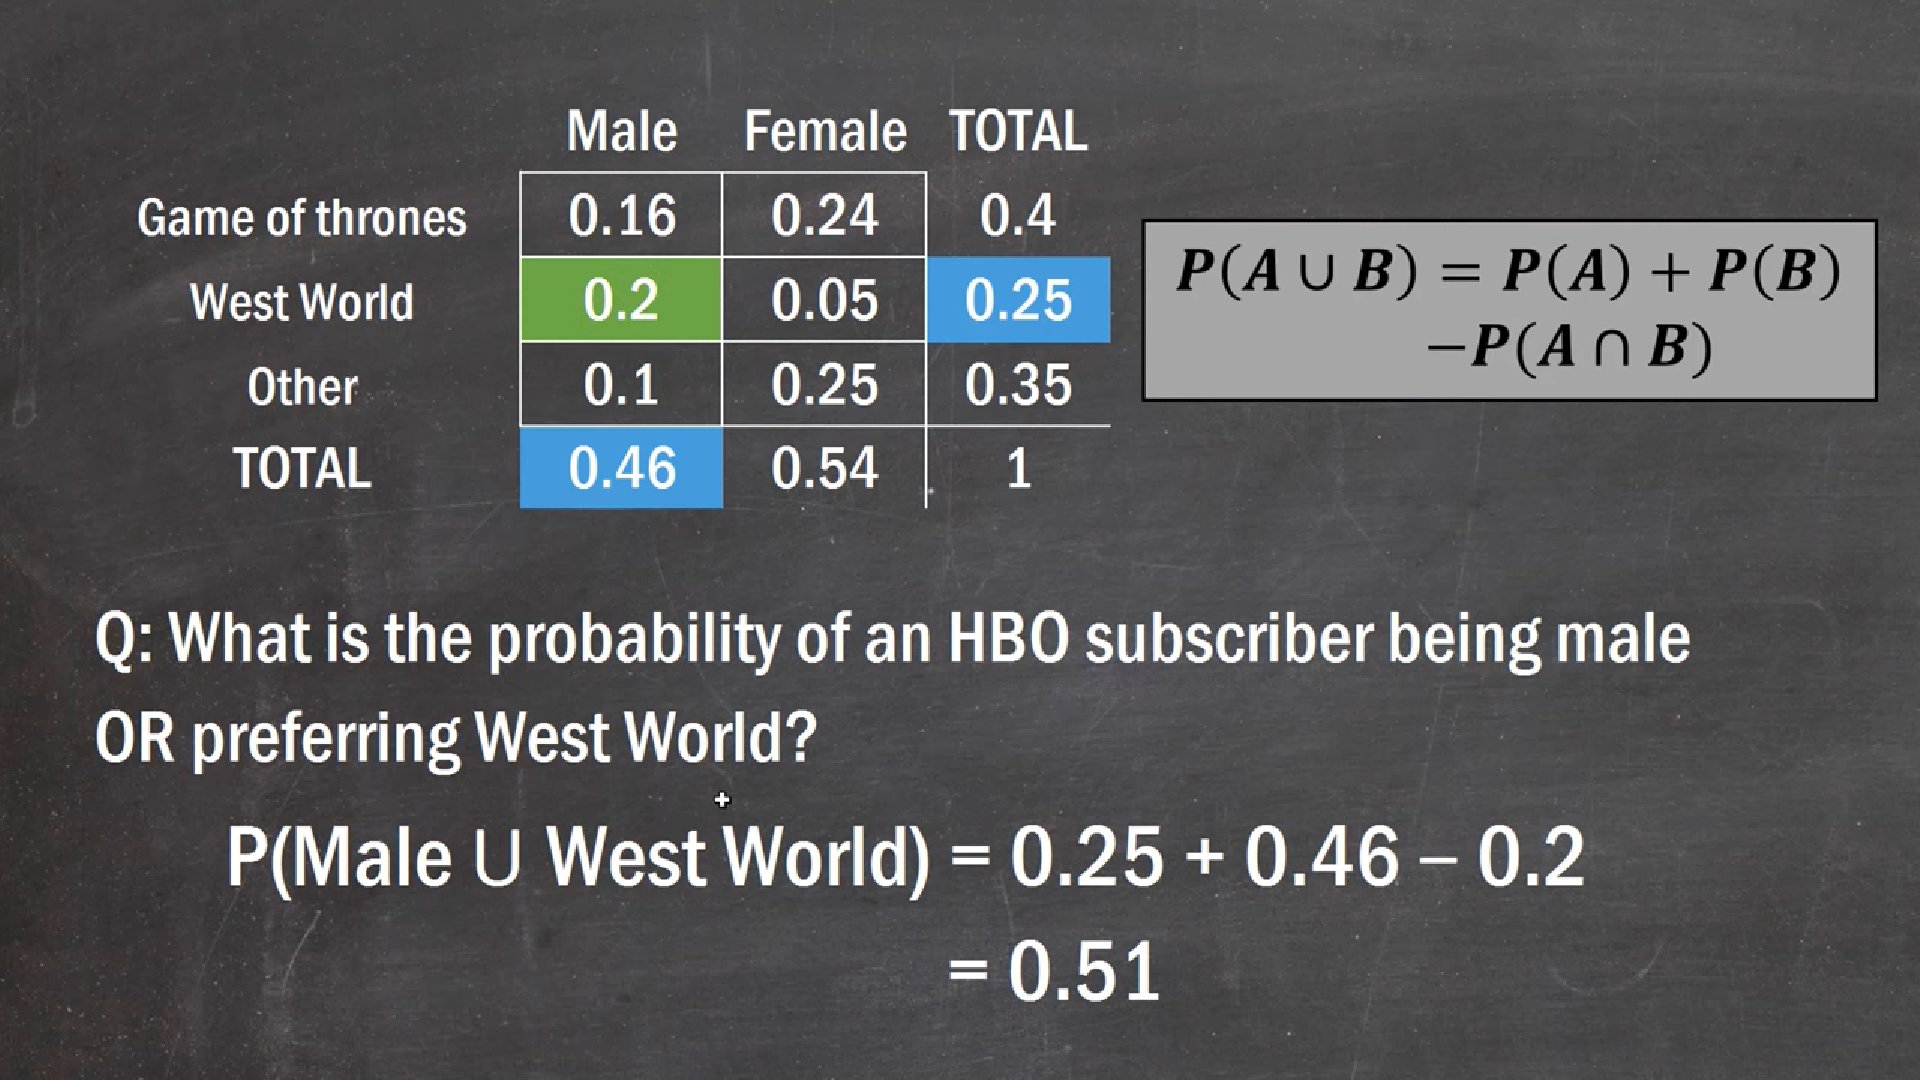 Male Female TOTAL
Game of thrones 0.16 0.24 0.4
West World 0.2 0.05 0.25
Other 0.1 0.25 0.35
TOTAL 0.46 0.54 1
P(A ∪ B) = P(A) + P(B)
−P(A ∩ B)
Q: What is the probability of an HBO subscriber being male
OR preferring West World?
P(Male ∪ West World) = 0.25 + 0.46 – 0.2
= 0.51